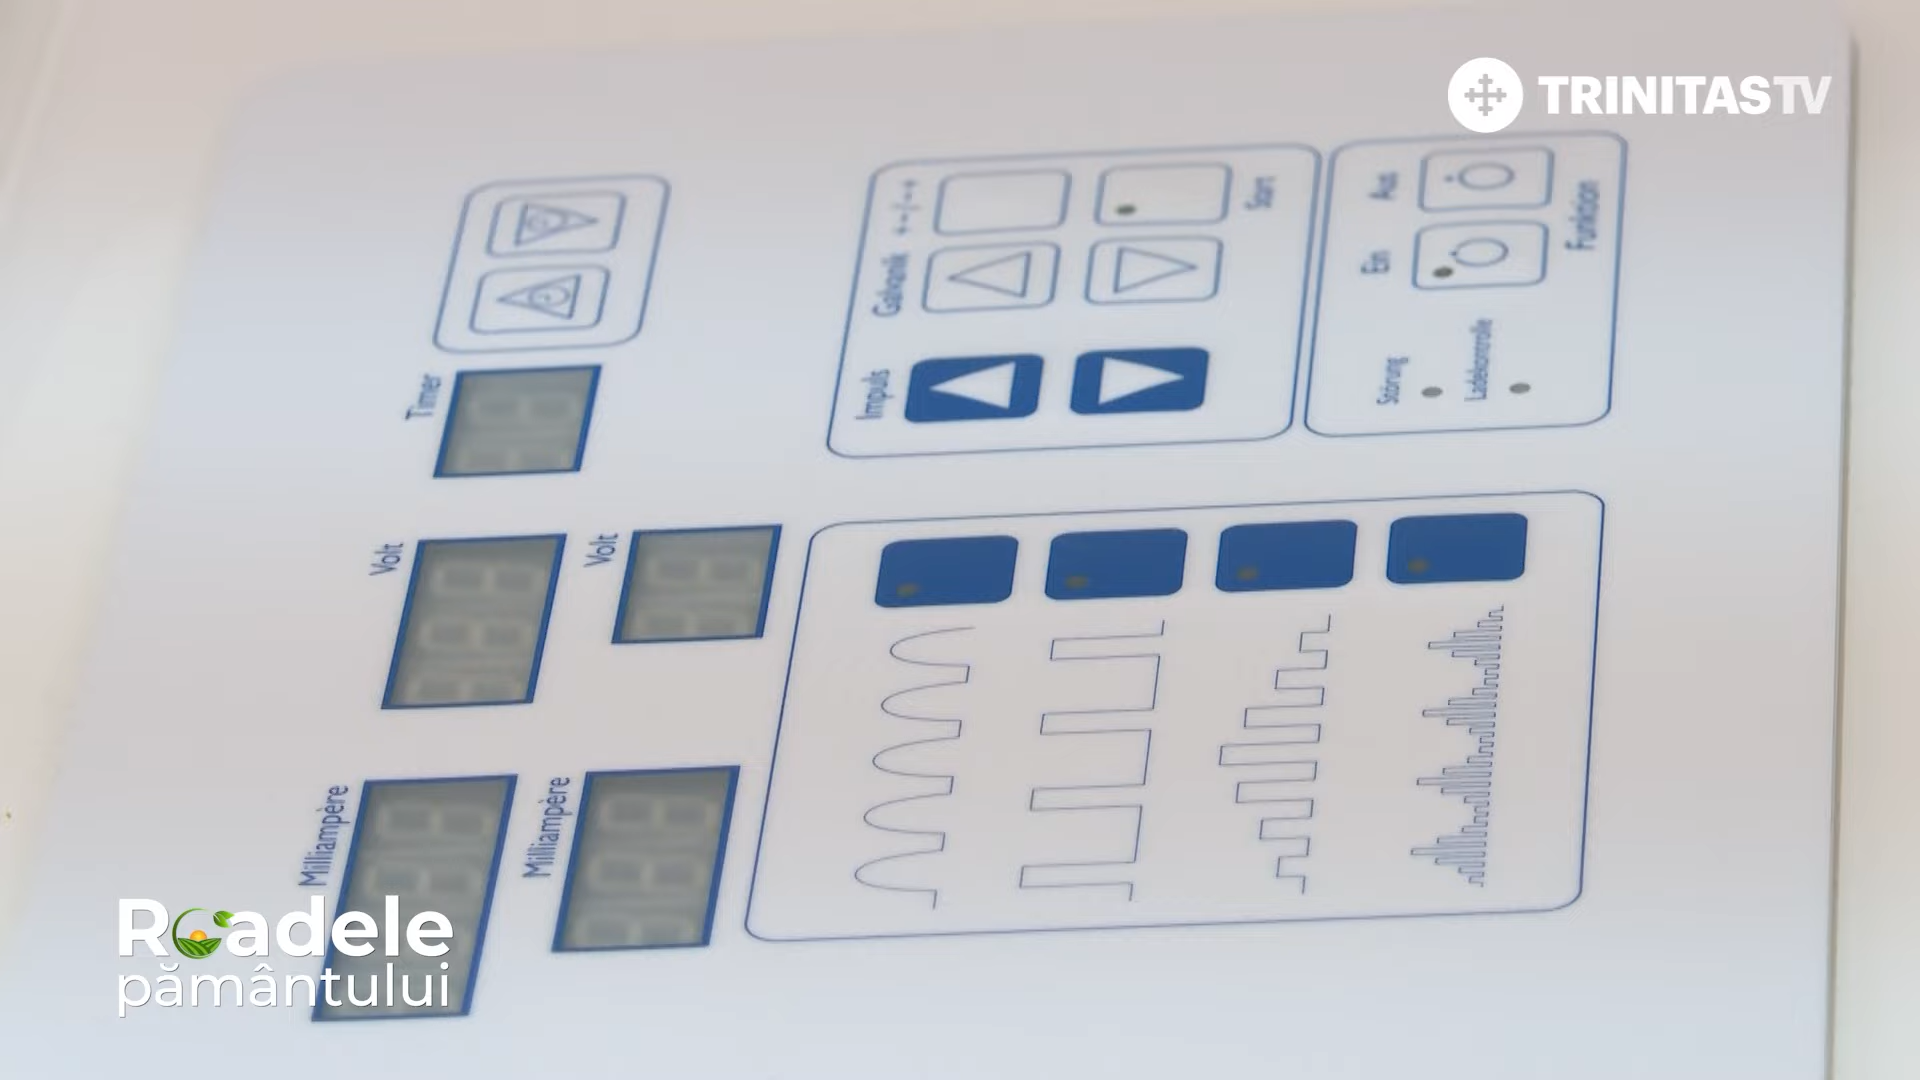 TRINITASTV
Timer
Volt
Volt
Milliampère
Milliampère
Galvanik +-/-+
Impuls
Start
Aus
Ein
Funktion
Störung
Ladekontrolle
Roadele
pământului